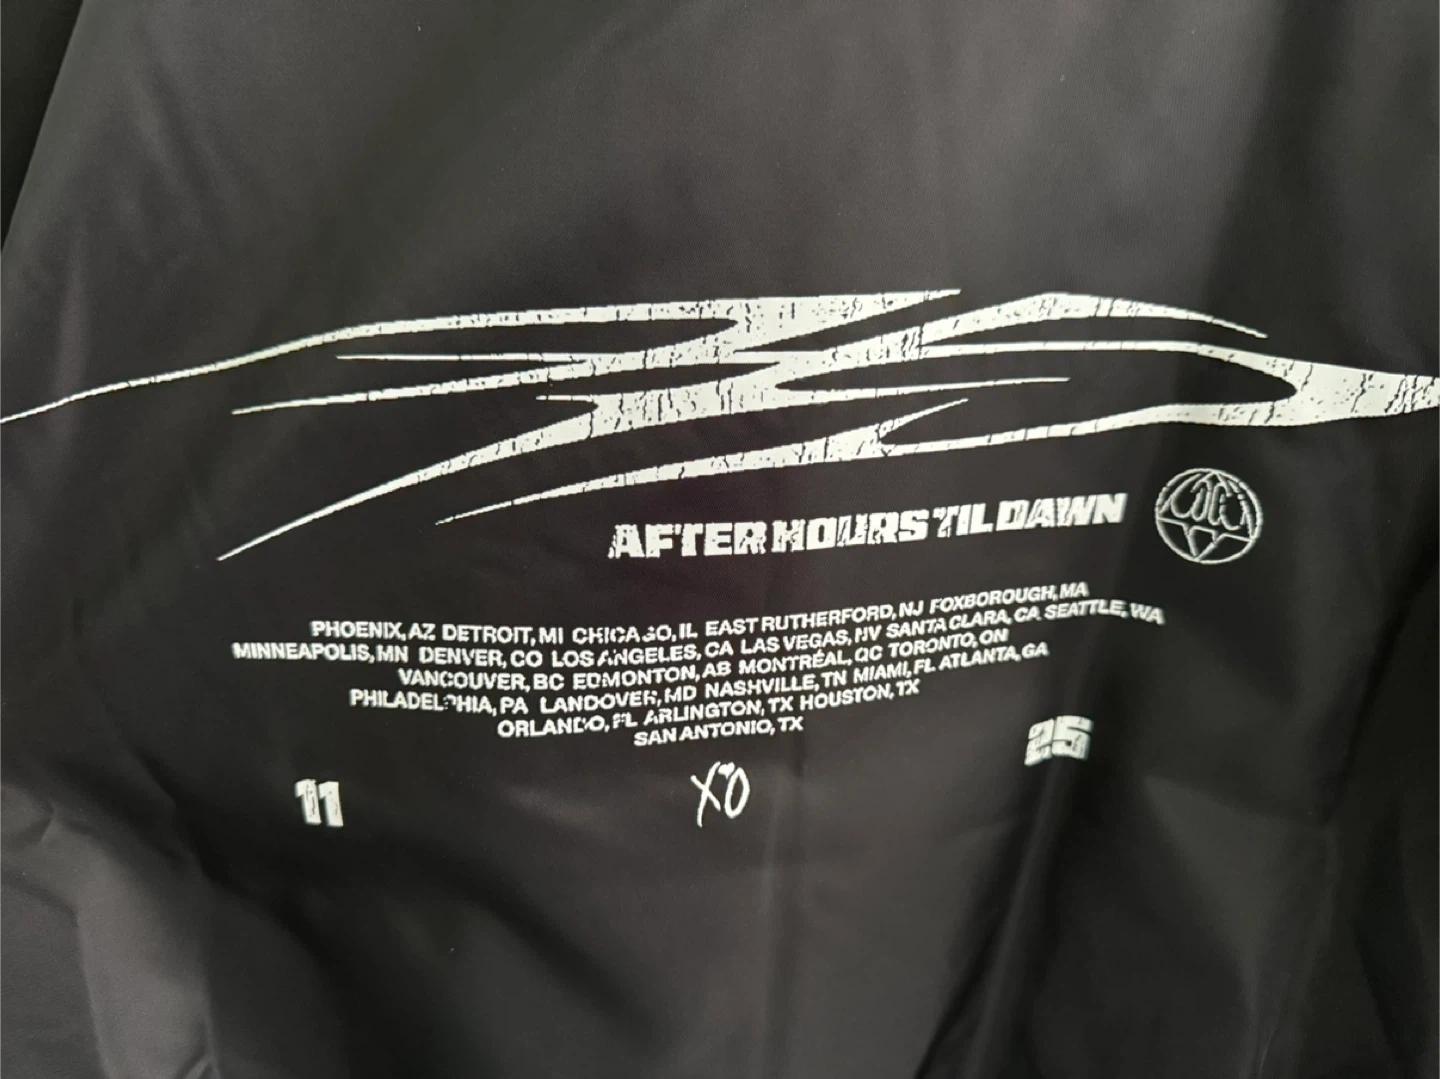 AFTER HOURS TIL DAWN
PHOENIX, AZ DETROIT, MI CHICAGO, IL EAST RUTHERFORD, NJ FOXBOROUGH, MA
MINNEAPOLIS, MN DENVER, CO LOS ANGELES, CA LAS VEGAS, NV SANTA CLARA, CA SEATTLE, WA
VANCOUVER, BC EDMONTON, AB MONTRÉAL, QC TORONTO, ON
PHILADELPHIA, PA LANDOVER, MD NASHVILLE, TN MIAMI, FL ATLANTA, GA
ORLANDO, FL ARLINGTON, TX HOUSTON, TX
SAN ANTONIO, TX
11 XO 25